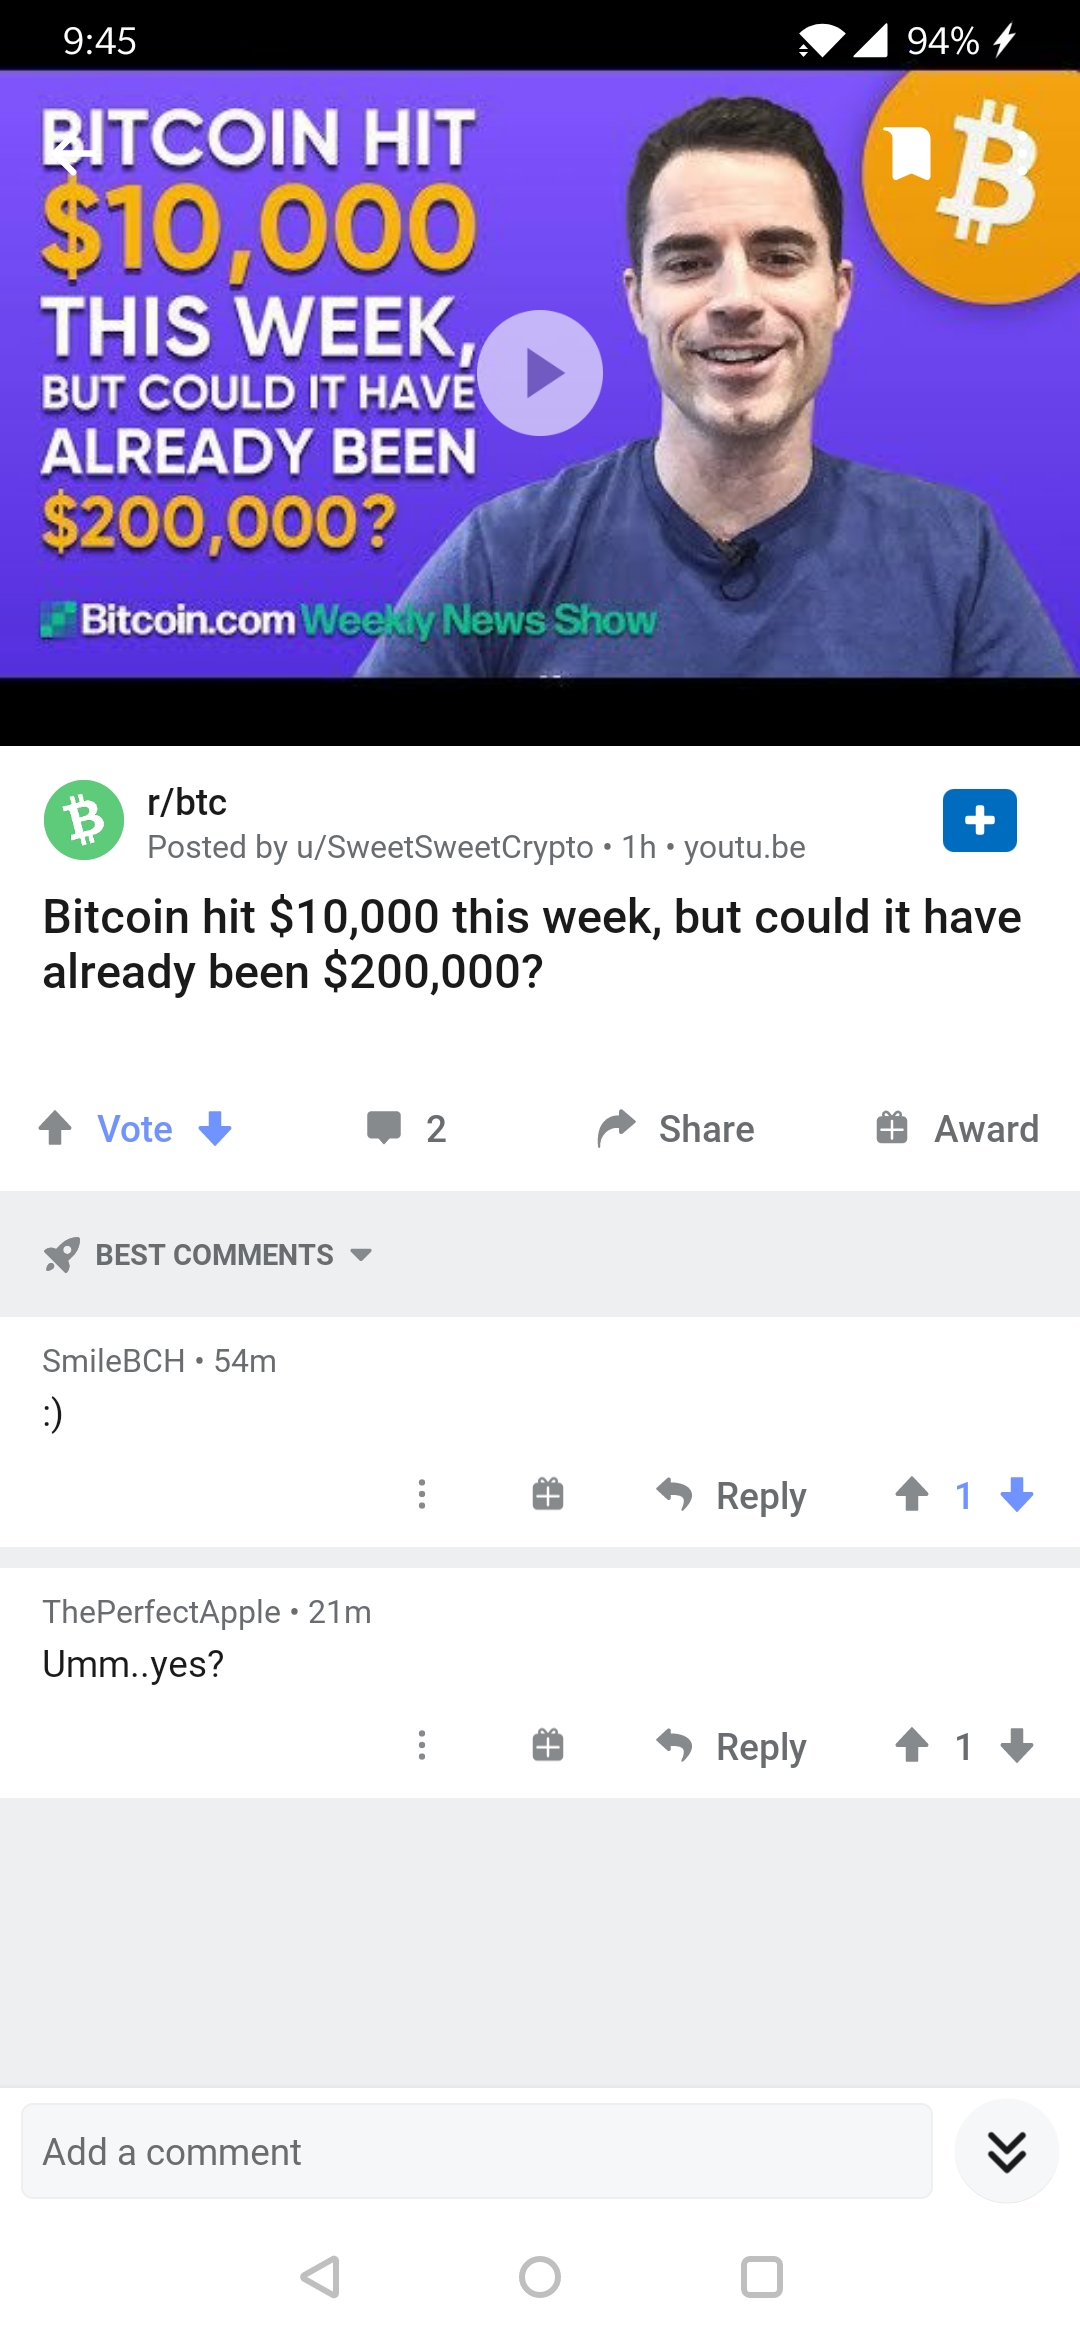 9:45
94%
BITCOIN HIT
$10,000
THIS WEEK,
BUT COULD IT HAVE
ALREADY BEEN
$200,000?
Bitcoin.com Weekly News Show
r/btc
Posted by u/SweetSweetCrypto • 1h • youtu.be
Bitcoin hit $10,000 this week, but could it have
already been $200,000?
Vote
2
Share
Award
BEST COMMENTS
SmileBCH • 54m
:)
Reply
1
ThePerfectApple • 21m
Umm..yes?
Reply
1
Add a comment